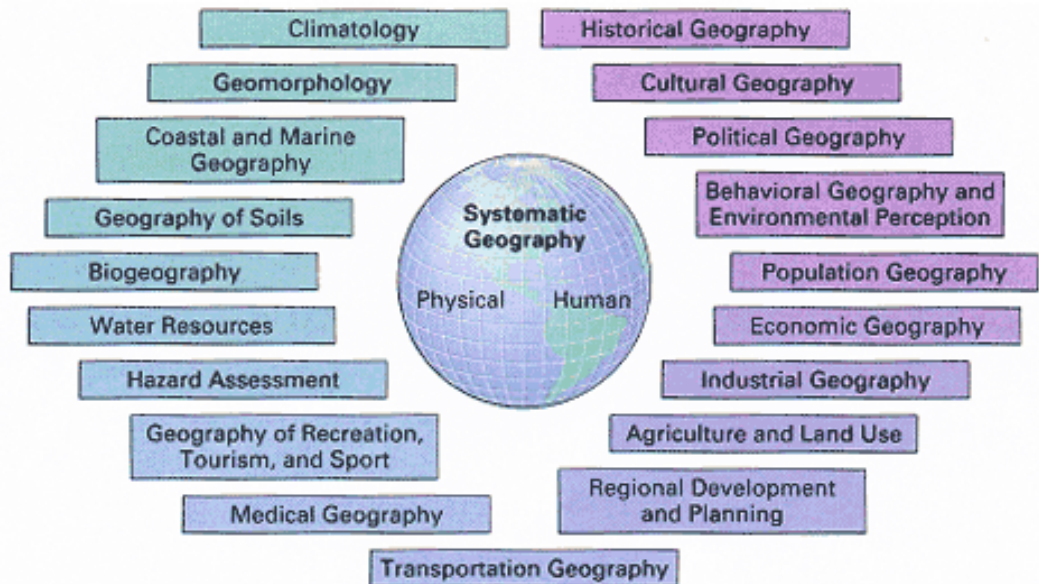 Climatology
Geomorphology
Coastal and Marine
Geography
Geography of Soils
Biogeography
Water Resources
Hazard Assessment
Geography of Recreation,
Tourism, and Sport
Medical Geography
Transportation Geography
Systematic
Geography
Physical
Human
Historical Geography
Cultural Geography
Political Geography
Behavioral Geography and
Environmental Perception
Population Geography
Economic Geography
Industrial Geography
Agriculture and Land Use
Regional Development
and Planning